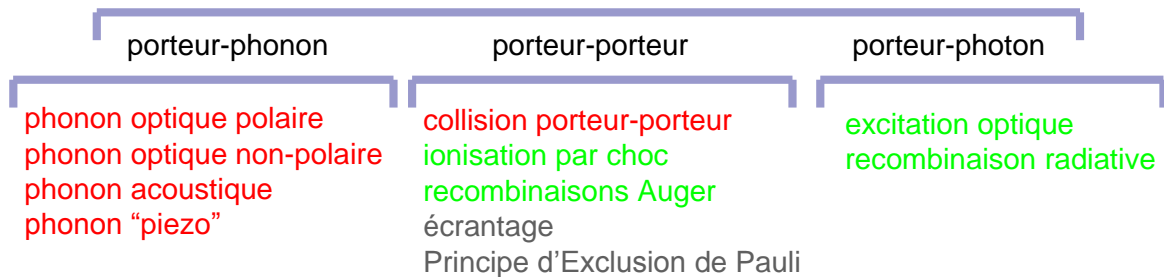 porteur-phonon
porteur-porteur
porteur-photon
phonon optique polaire
phonon optique non-polaire
phonon acoustique
phonon “piezo”
collision porteur-porteur
ionisation par choc
recombinaisons Auger
écrantage
Principe d’Exclusion de Pauli
excitation optique
recombinaison radiative